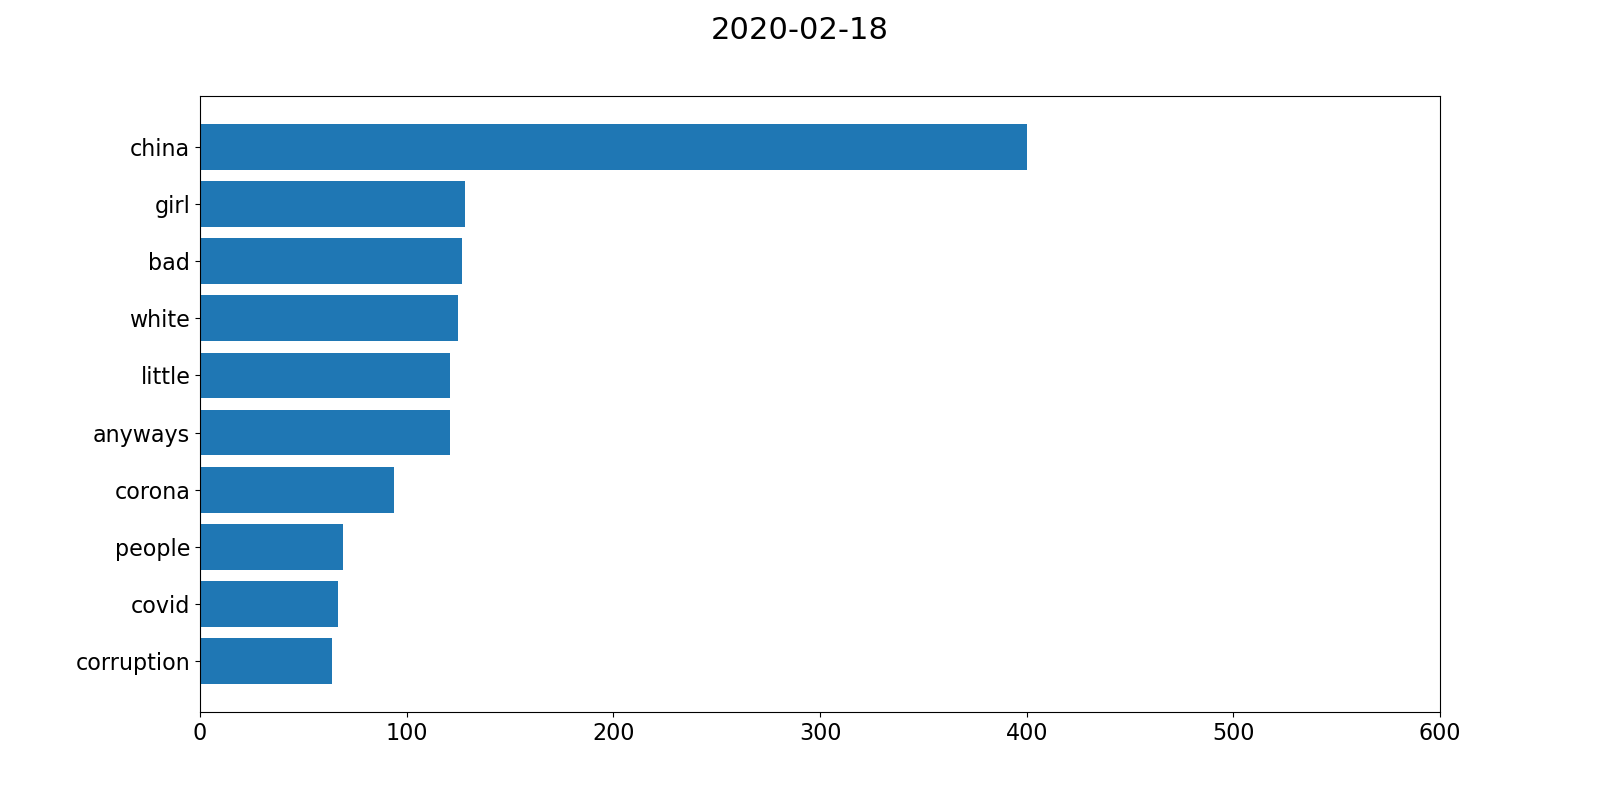 2020-02-18
china
girl
bad
white
little
anyways
corona
people
covid
corruption
0 100 200 300 400 500 600